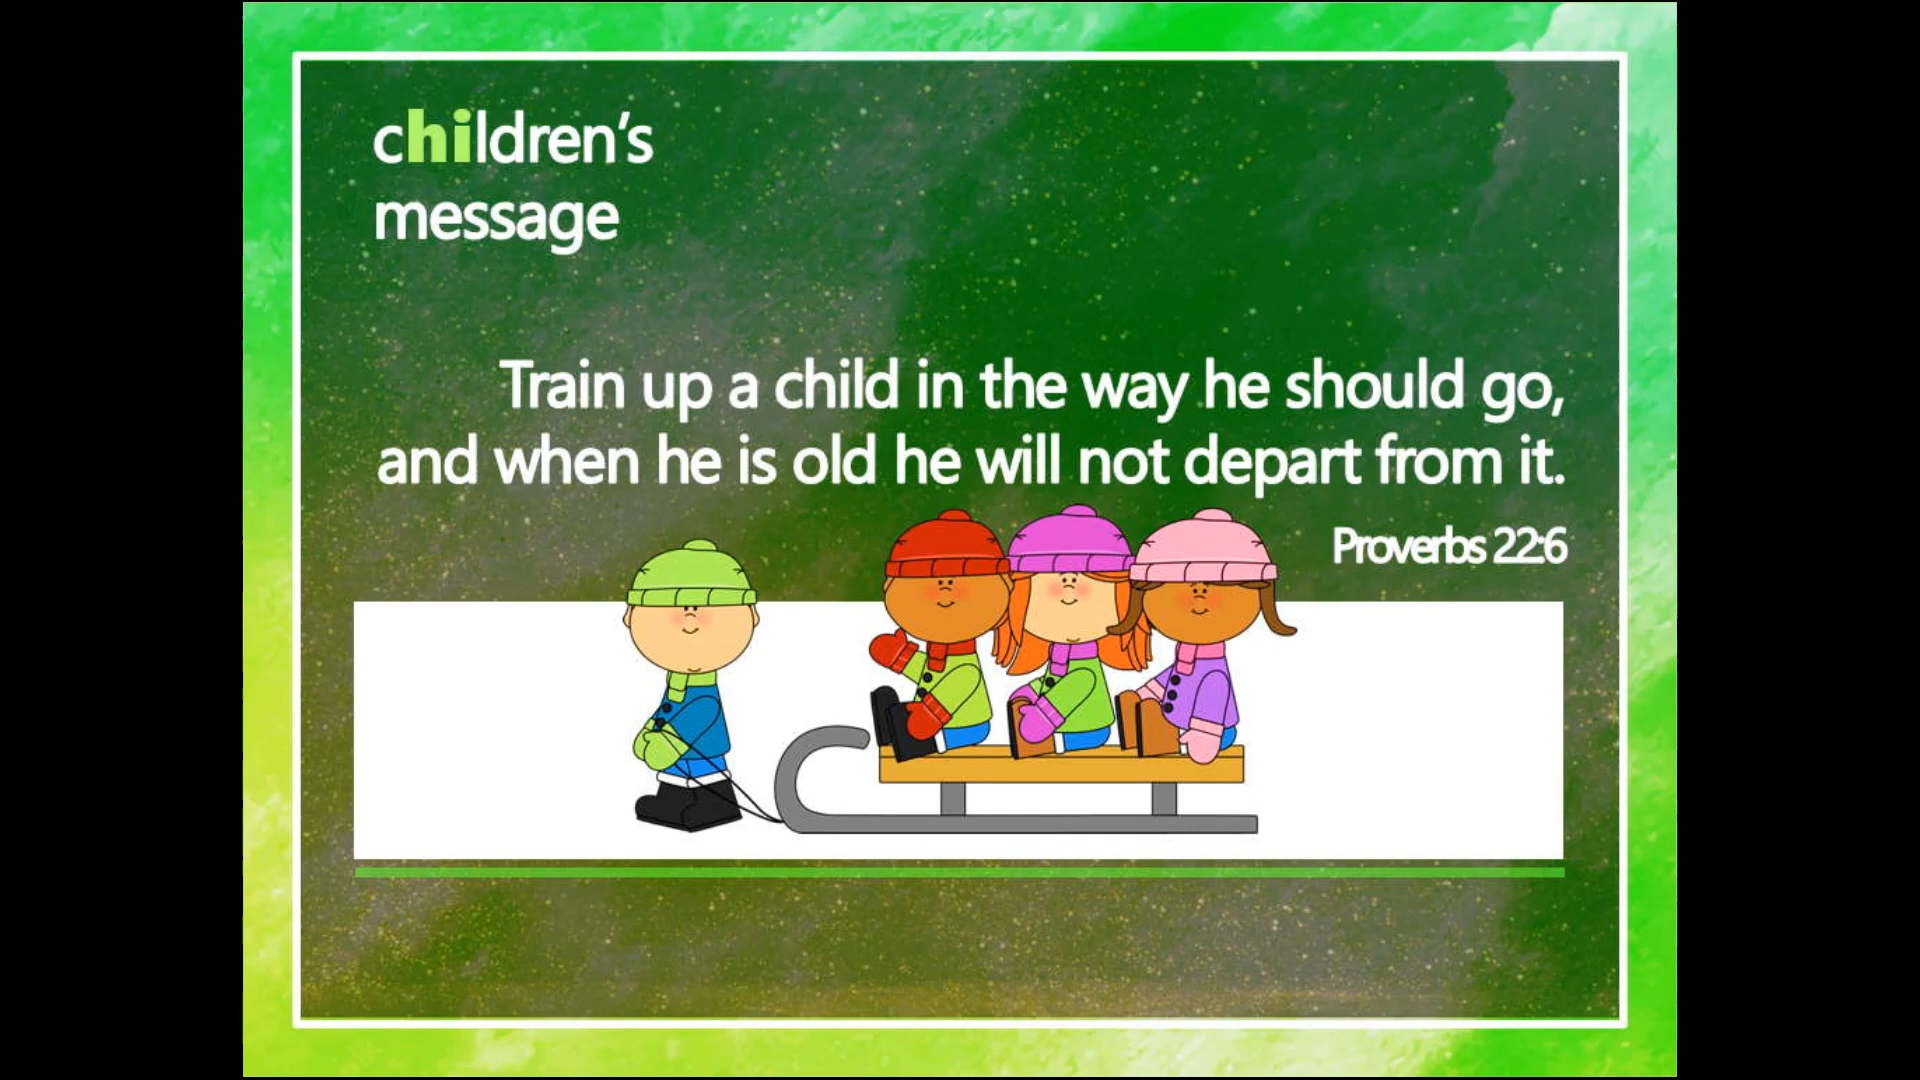 children's
message
Train up a child in the way he should go,
and when he is old he will not depart from it.
Proverbs 22:6